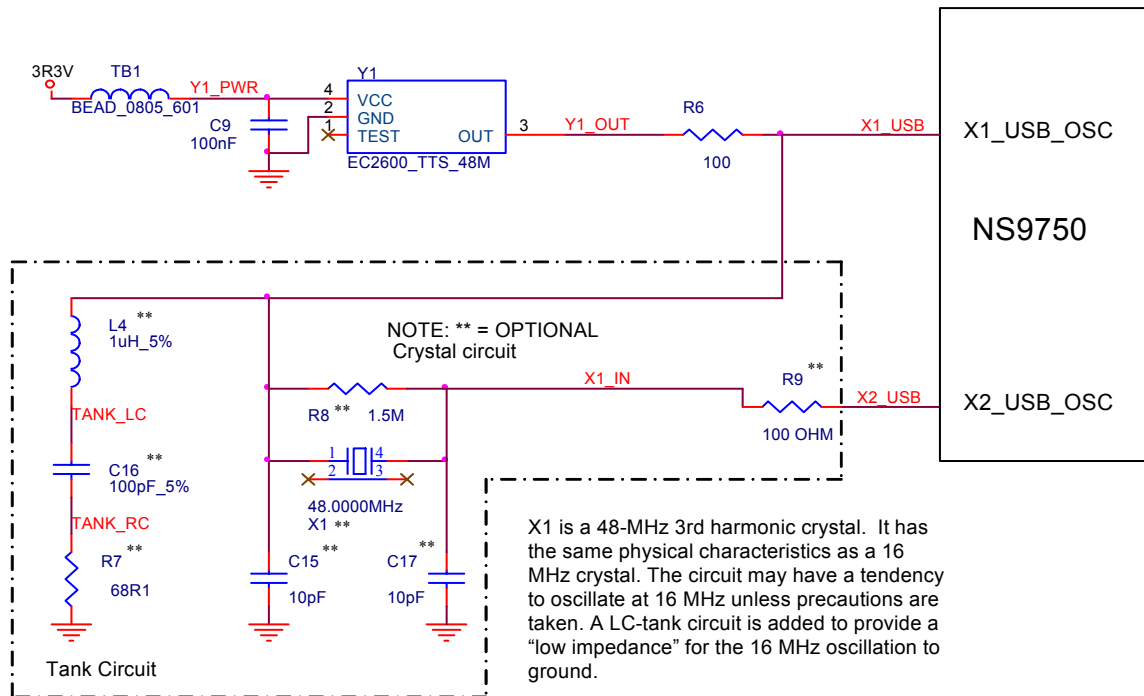 3R3V
TB1
BEAD_0805_601
Y1_PWR
C9
100nF
Y1
4
2
1
VCC
GND
TEST
OUT
3
EC2600_TTS_48M
Y1_OUT
R6
100
X1_USB
X1_USB_OSC
NS9750
L4 **
1uH_5%
NOTE: ** = OPTIONAL
Crystal circuit
TANK_LC
R8 **
1.5M
X1_IN
R9 **
100 OHM
X2_USB
X2_USB_OSC
C16 **
100pF_5%
1
2
4
3
48.0000MHz
X1 **
TANK_RC
R7 **
68R1
C15 **
10pF
C17 **
10pF
Tank Circuit
X1 is a 48-MHz 3rd harmonic crystal. It has
the same physical characteristics as a 16
MHz crystal. The circuit may have a tendency
to oscillate at 16 MHz unless precautions are
taken. A LC-tank circuit is added to provide a
“low impedance” for the 16 MHz oscillation to
ground.